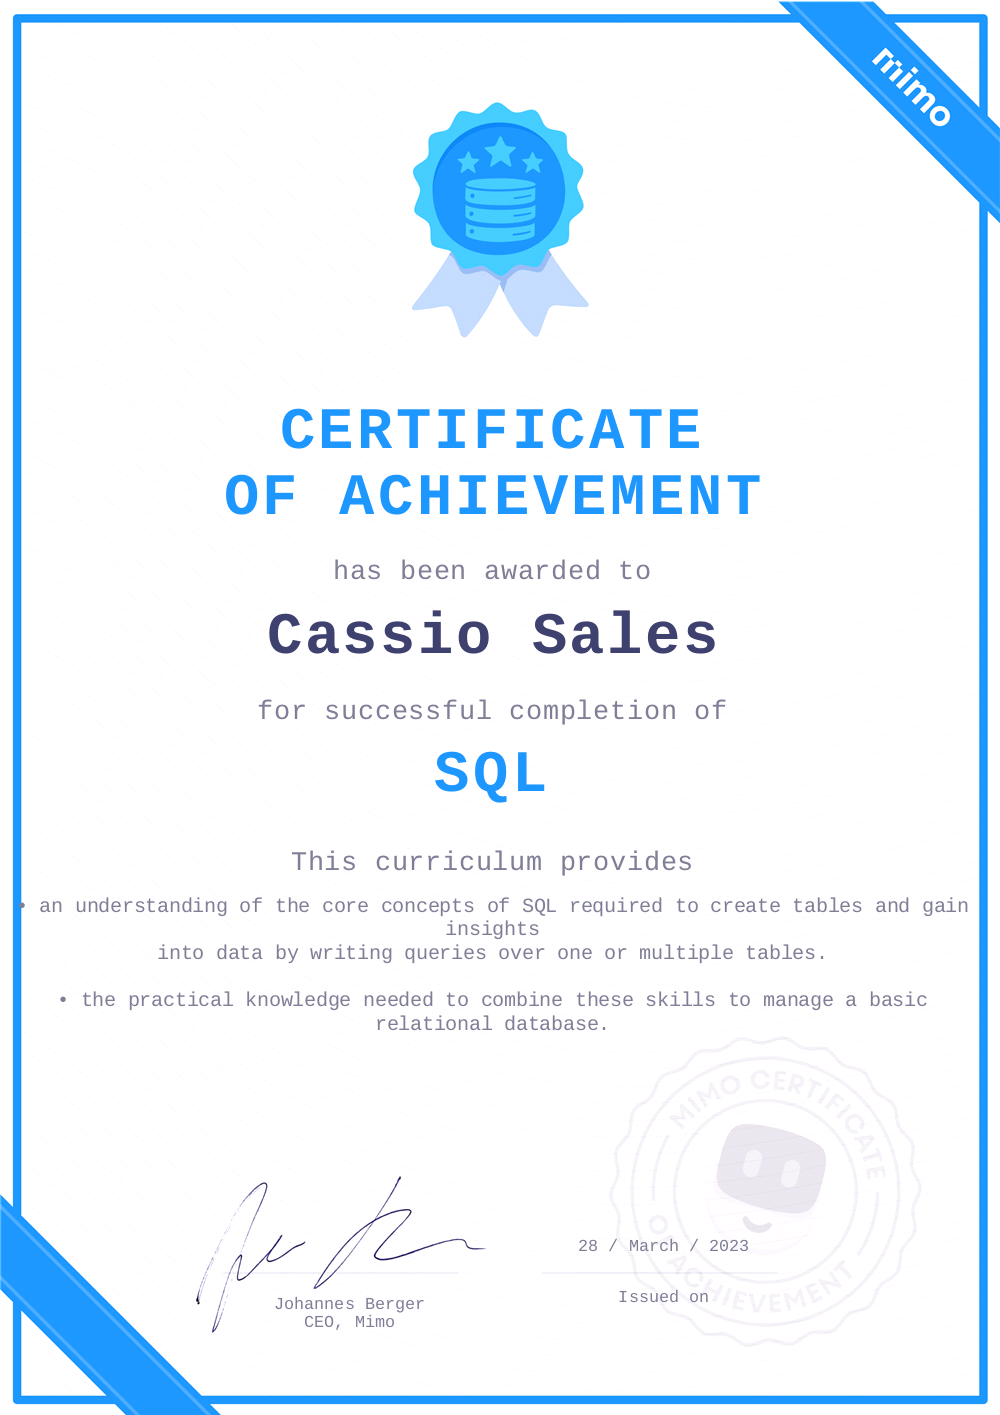 mimo
CERTIFICATE
OF ACHIEVEMENT
has been awarded to
Cassio Sales
for successful completion of
SQL
This curriculum provides
• an understanding of the core concepts of SQL required to create tables and gain
insights
into data by writing queries over one or multiple tables.
• the practical knowledge needed to combine these skills to manage a basic
relational database.
MIMO CERTIFICATE
OF ACHIEVEMENT
28 / March / 2023
Issued on
Johannes Berger
CEO, Mimo